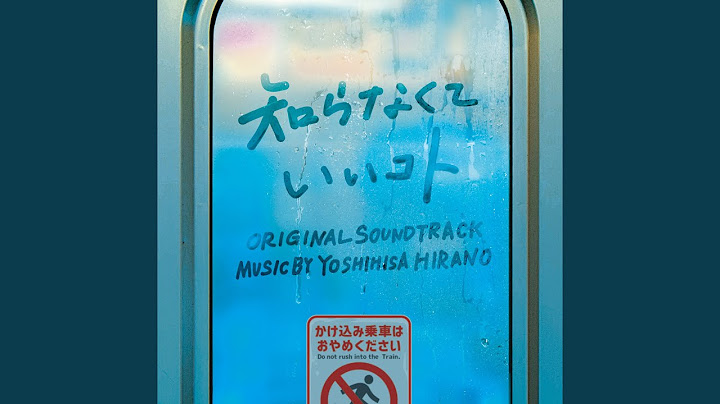 知らなくて
いいコト
ORIGINAL SOUNDTRACK
MUSIC BY YOSHIHISA HIRANO
かけ込み乗車は
おやめください
Do not rush into the Train.